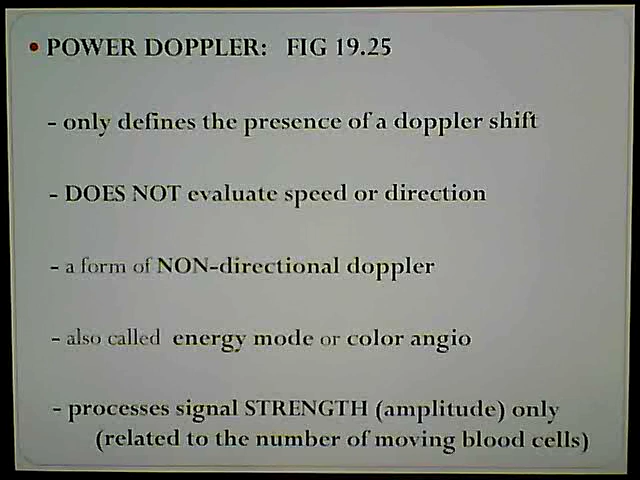 • POWER DOPPLER: FIG 19.25
- only defines the presence of a doppler shift
- DOES NOT evaluate speed or direction
- a form of NON-directional doppler
- also called energy mode or color angio
- processes signal STRENGTH (amplitude) only
(related to the number of moving blood cells)